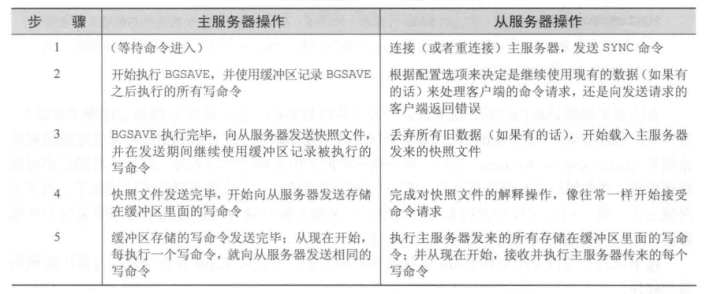 步 骤 主服务器操作 从服务器操作
1 (等待命令进入) 连接(或者重连接)主服务器，发送 SYNC 命令
2 开始执行 BGSAVE，并使用缓冲区记录 BGSAVE 根据配置选项来决定是继续使用现有的数据(如果有
之后执行的所有写命令 的话)来处理客户端的命令请求，还是向发送请求的
客户端返回错误
3 BGSAVE 执行完毕，向从服务器发送快照文件， 丢弃所有旧数据(如果有的话)，开始载入主服务器
并在发送期间继续使用缓冲区记录被执行的 发来的快照文件
写命令
4 快照文件发送完毕，开始向从服务器发送存储 完成对快照文件的解释操作，像往常一样开始接受
在缓冲区里面的写命令 命令请求
5 缓冲区存储的写命令发送完毕；从现在开始， 执行主服务器发来的所有存储在缓冲区里面的写命
每执行一个写命令，就向从服务器发送相同的 令；并从现在开始，接收并执行主服务器传来的每个
写命令 写命令